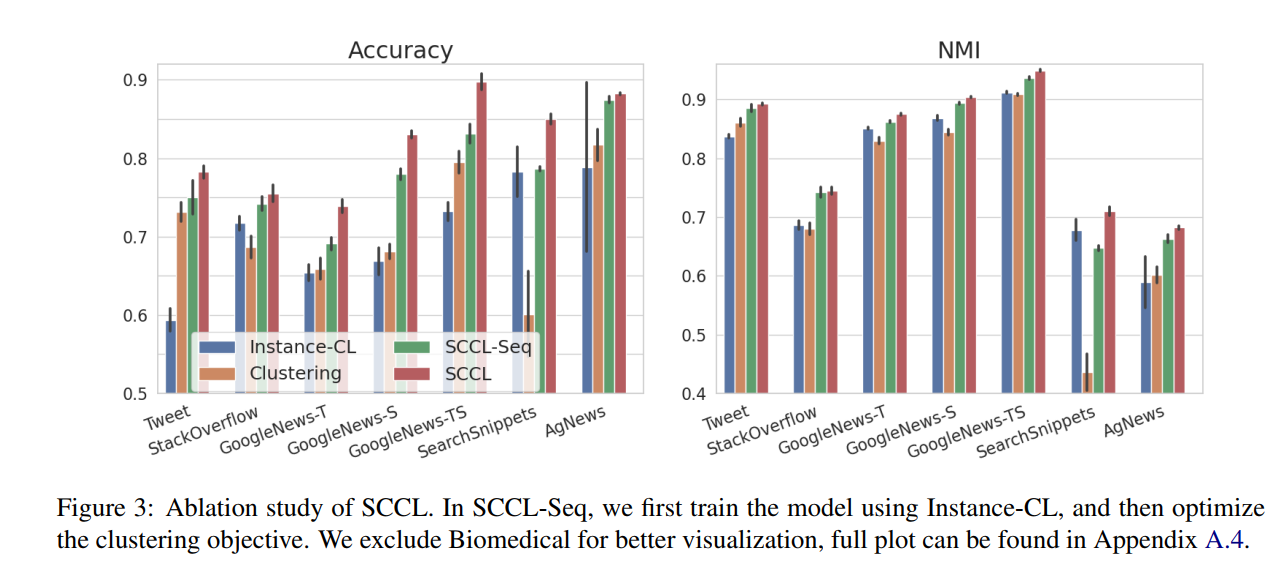 Accuracy
0.9
0.8
0.7
0.6
0.5
Instance-CL
Clustering
SCCL-Seq
SCCL
Tweet
StackOverflow
GoogleNews-T
GoogleNews-S
GoogleNews-TS
SearchSnippets
AgNews
NMI
0.9
0.8
0.7
0.6
0.5
0.4
Tweet
StackOverflow
GoogleNews-T
GoogleNews-S
GoogleNews-TS
SearchSnippets
AgNews
Figure 3: Ablation study of SCCL. In SCCL-Seq, we first train the model using Instance-CL, and then optimize
the clustering objective. We exclude Biomedical for better visualization, full plot can be found in Appendix A.4.